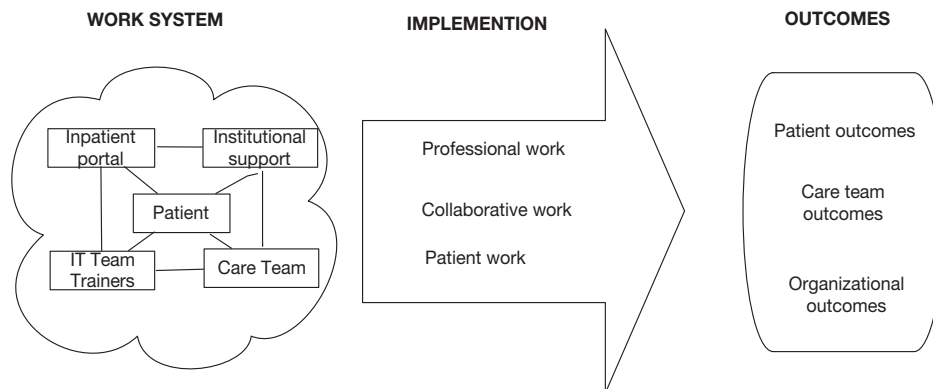 WORK SYSTEM
IMPLEMENTION
OUTCOMES
Inpatient
portal
Institutional
support
Patient
IT Team
Trainers
Care Team
Professional work
Collaborative work
Patient work
Patient outcomes
Care team
outcomes
Organizational
outcomes